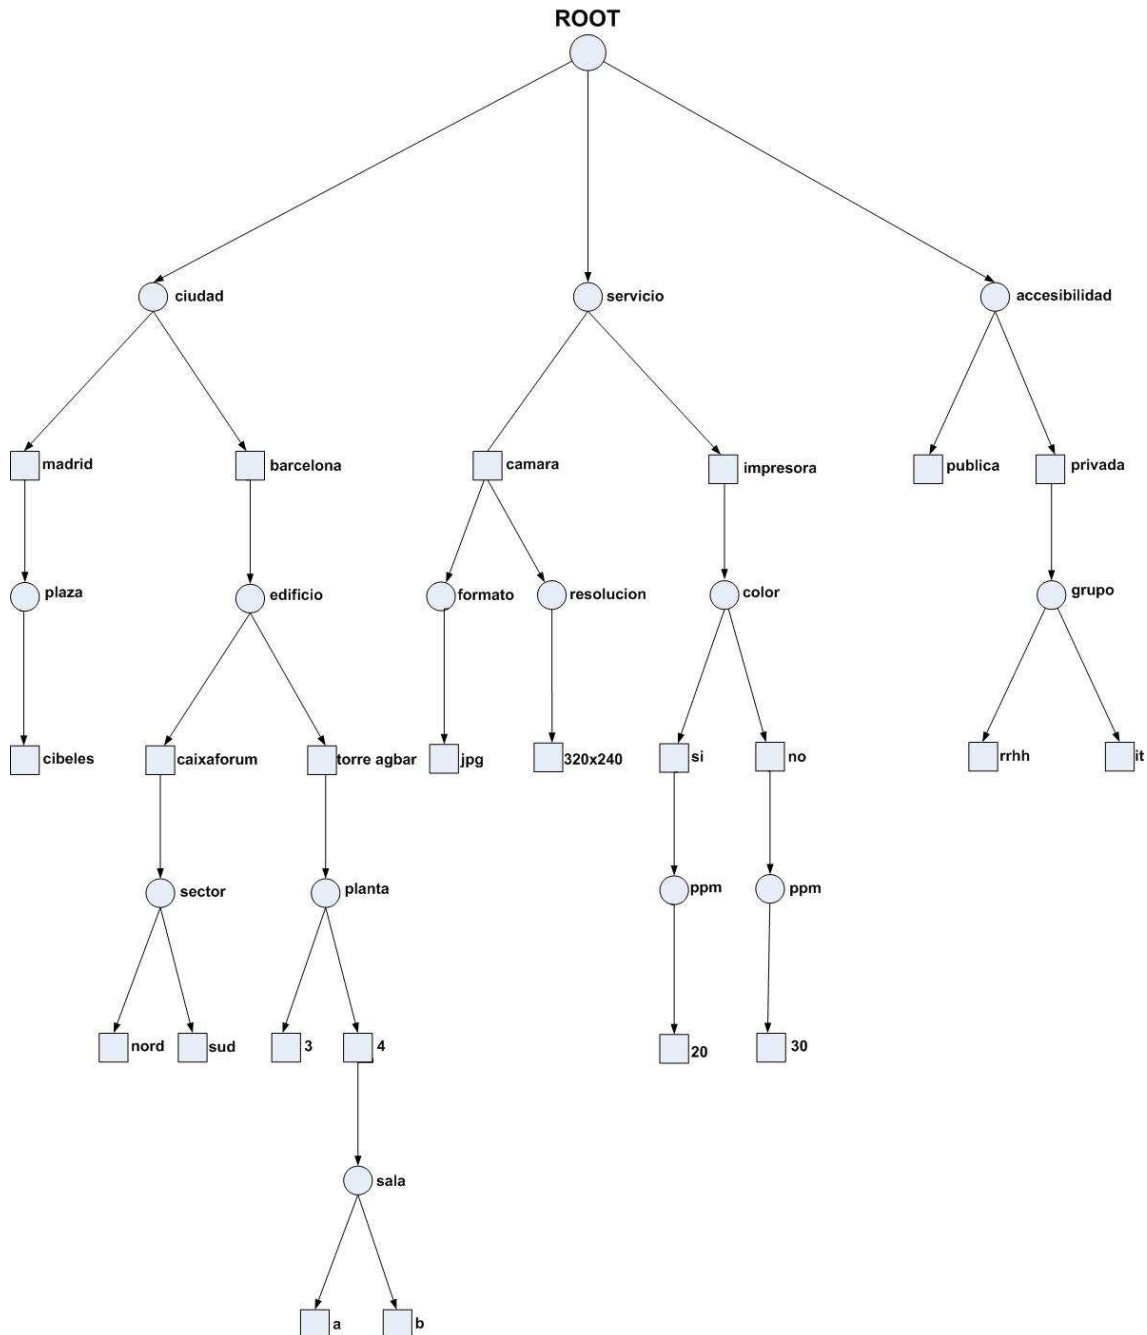 ROOT
ciudad
servicio
accesibilidad
madrid
barcelona
camara
impresora
publica
privada
plaza
edificio
formato
resolucion
color
grupo
cibeles
caixaforum
torre agbar
jpg
320x240
si
no
rrhh
it
sector
planta
ppm
ppm
nord
sud
3
4
20
30
sala
a
b